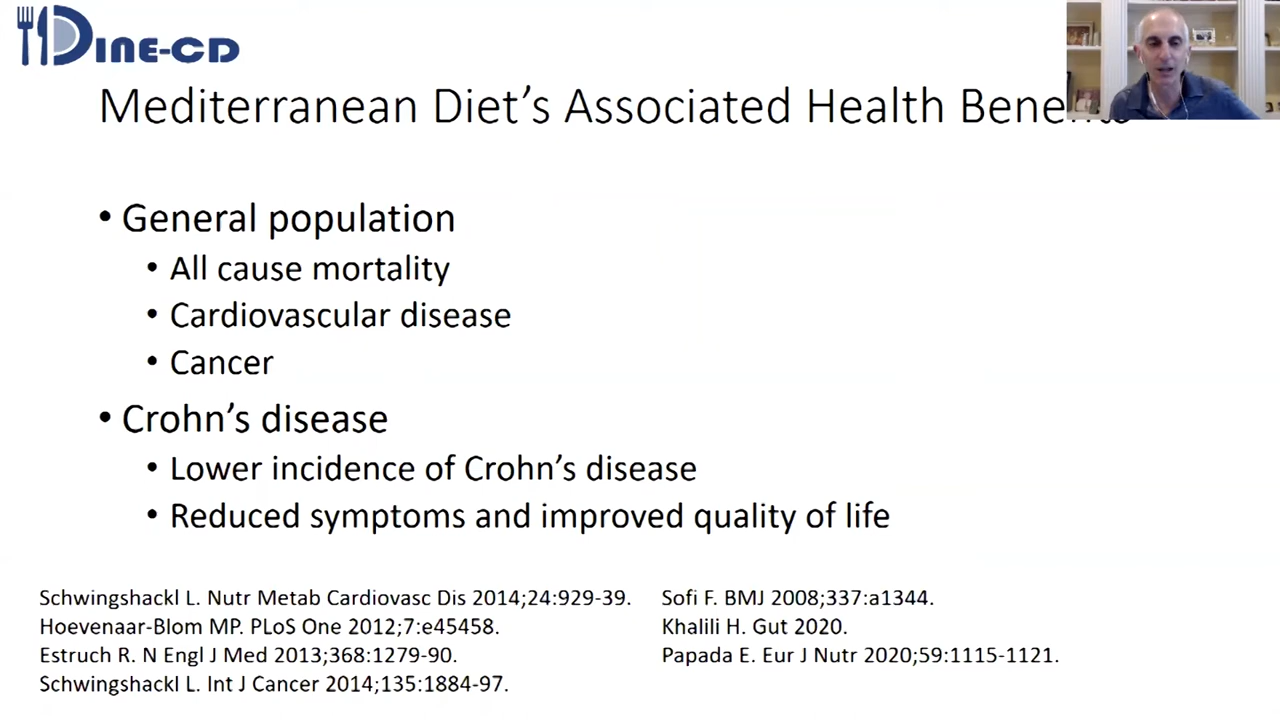 DINE-CD
Mediterranean Diet's Associated Health
• General population
• All cause mortality
• Cardiovascular disease
• Cancer
• Crohn's disease
• Lower incidence of Crohn's disease
• Reduced symptoms and improved quality of life
Schwingshackl L. Nutr Metab Cardiovasc Dis 2014;24:929-39.
Hoevenaar-Blom MP. PLoS One 2012;7:e45458.
Estruch R. N Engl J Med 2013;368:1279-90.
Schwingshackl L. Int J Cancer 2014;135:1884-97.
Sofi F. BMJ 2008;337:a1344.
Khalili H. Gut 2020.
Papada E. Eur J Nutr 2020;59:1115-1121.